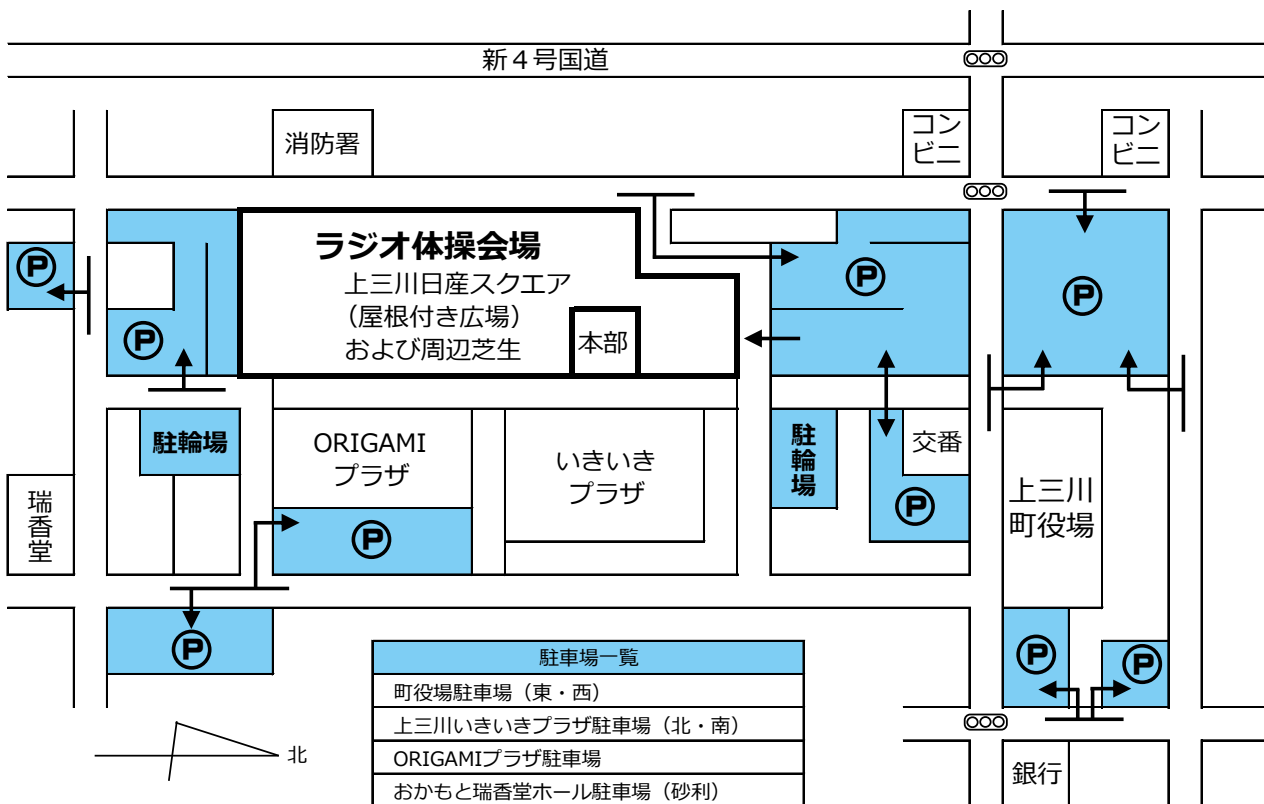 新４号国道
消防署
コン
ビニ
コン
ビニ
ラジオ体操会場
上三川日産スクエア
（屋根付き広場）
および周辺芝生
本部
P
P
P
P
駐輪場
ORIGAMI
プラザ
いきいき
プラザ
駐輪場
交番
上三川
町役場
瑞香堂
P
P
P
P
P
北
駐車場一覧
町役場駐車場（東・西）
上三川いきいきプラザ駐車場（北・南）
ORIGAMIプラザ駐車場
おかもと瑞香堂ホール駐車場（砂利）
銀行